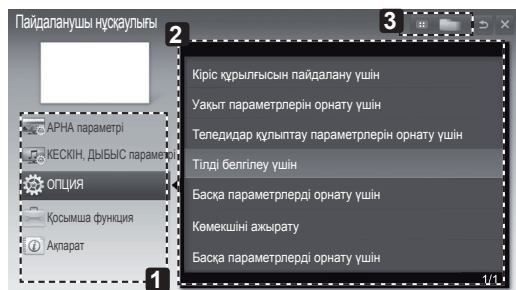 Пайдаланушы нұсқаулығы
3
2
АРНА параметрі
КЕСКІН, ДЫБЫС параметрі
ОПЦИЯ
Қосымша функция
Ақпарат
1
Кіріс құрылғысын пайдалану үшін
Уақыт параметрлерін орнату үшін
Теледидар құлыптау параметрлерін орнату үшін
Тілді белгілеу үшін
Басқа параметрлерді орнату үшін
Көмекшіні ажырату
Басқа параметрлерді орнату үшін
1/1